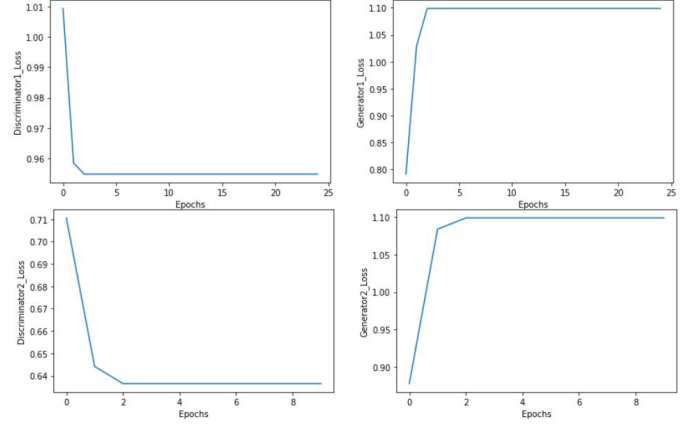 Discriminator1_Loss
1.01
1.00
0.99
0.98
0.97
0.96
0 5 10 15 20 25
Epochs
Generator1_Loss
1.10
1.05
1.00
0.95
0.90
0.85
0.80
0 5 10 15 20 25
Epochs
Discriminator2_Loss
0.71
0.70
0.69
0.68
0.67
0.66
0.65
0.64
0 2 4 6 8
Epochs
Generator2_Loss
1.10
1.05
1.00
0.95
0.90
0 2 4 6 8
Epochs